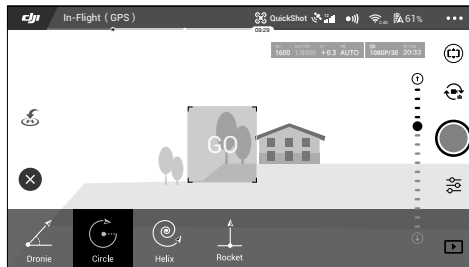 dji In-Flight ( GPS ) QuickShot 61%
09:29
1600 1/8000 +0.3 AUTO 1080P/30 20:33
GO
Dronie Circle Helix Rocket